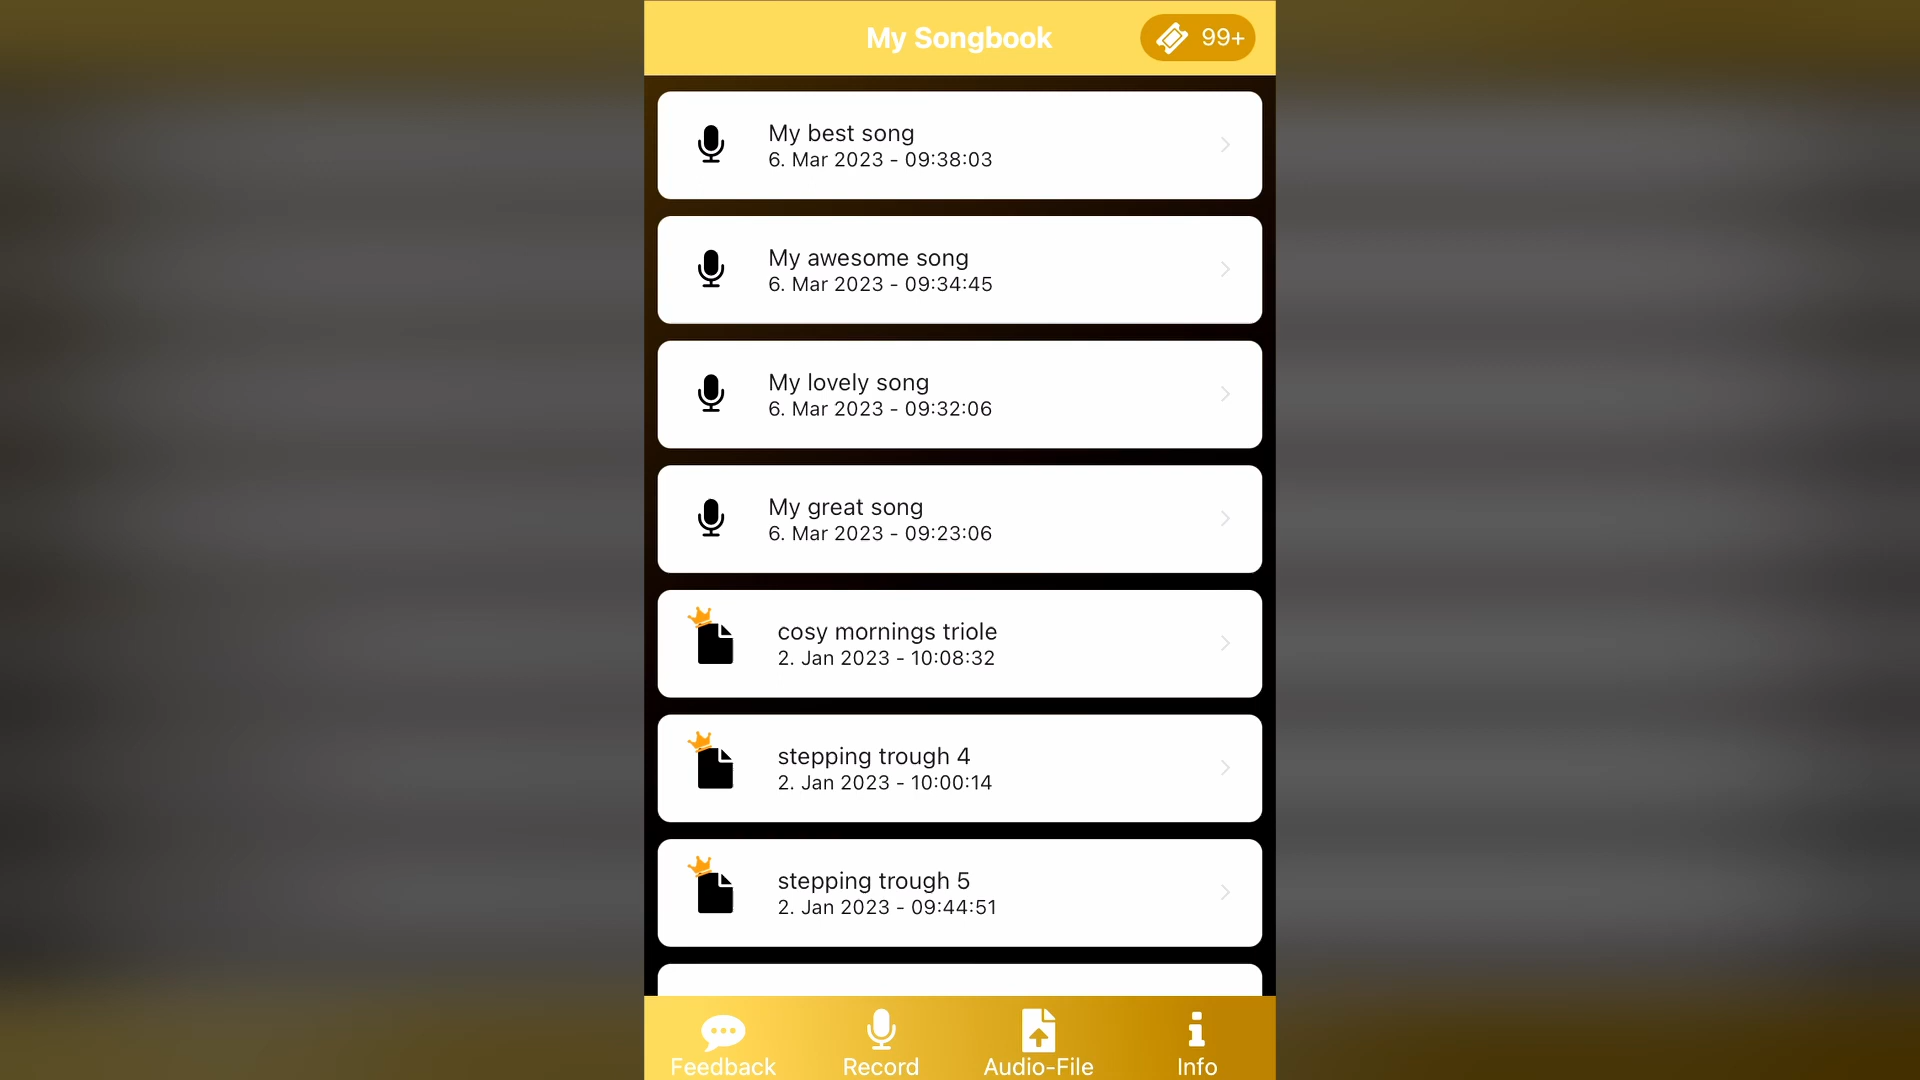 My Songbook
99+
My best song
6. Mar 2023 - 09:38:03
My awesome song
6. Mar 2023 - 09:34:45
My lovely song
6. Mar 2023 - 09:32:06
My great song
6. Mar 2023 - 09:23:06
cosy mornings triole
2. Jan 2023 - 10:08:32
stepping trough 4
2. Jan 2023 - 10:00:14
stepping trough 5
2. Jan 2023 - 09:44:51
Feedback
Record
Audio-File
Info